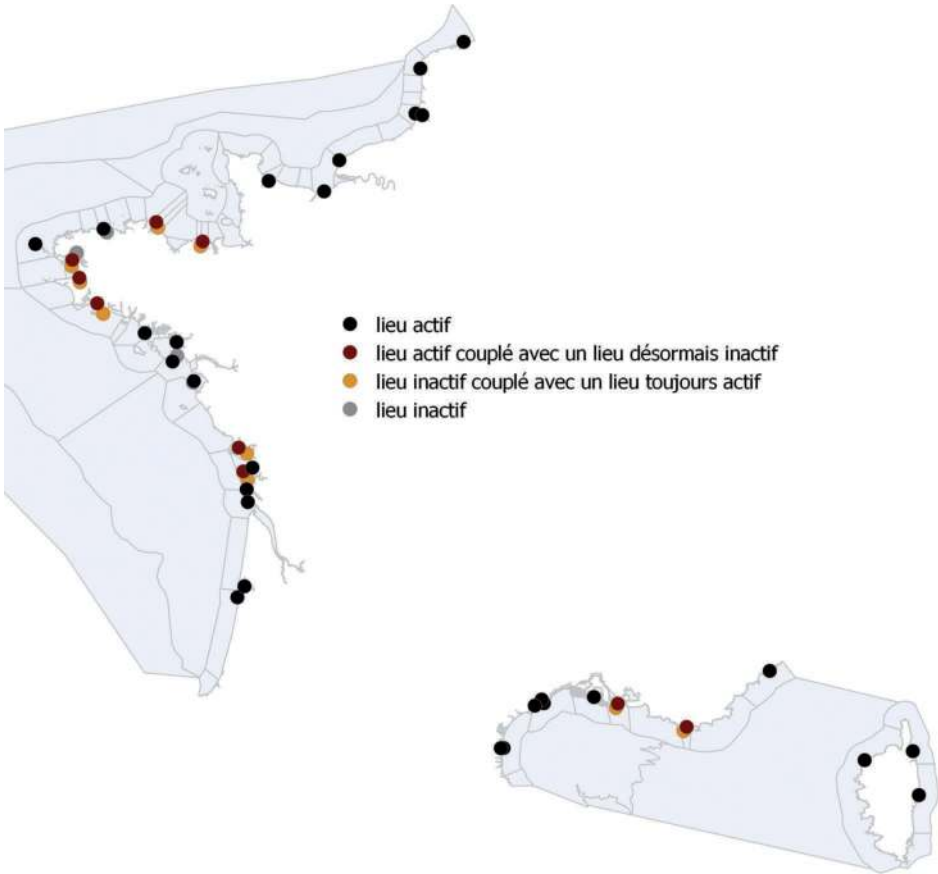 lieu actif
lieu actif couplé avec un lieu désormais inactif
lieu inactif couplé avec un lieu toujours actif
lieu inactif